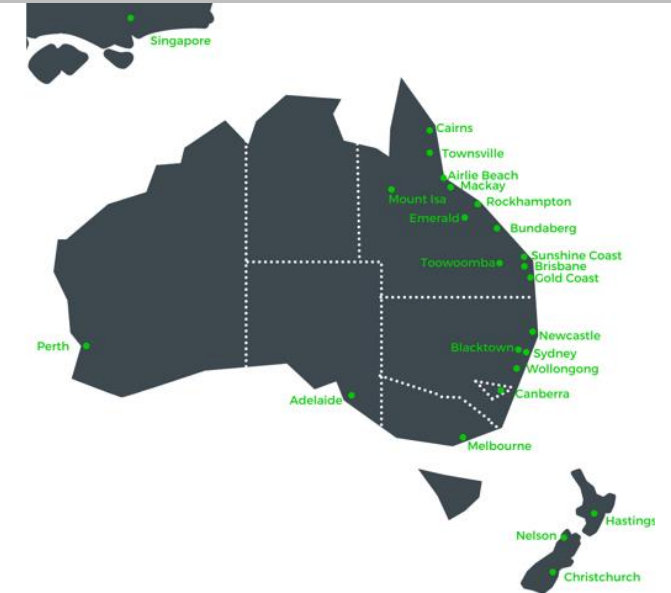 Singapore
Cairns
Townsville
Airlie Beach
Mackay
Mount Isa
Rockhampton
Emerald
Bundaberg
Sunshine Coast
Toowoomba
Brisbane
Gold Coast
Newcastle
Perth
Blacktown
Sydney
Wollongong
Canberra
Adelaide
Melbourne
Hastings
Nelson
Christchurch